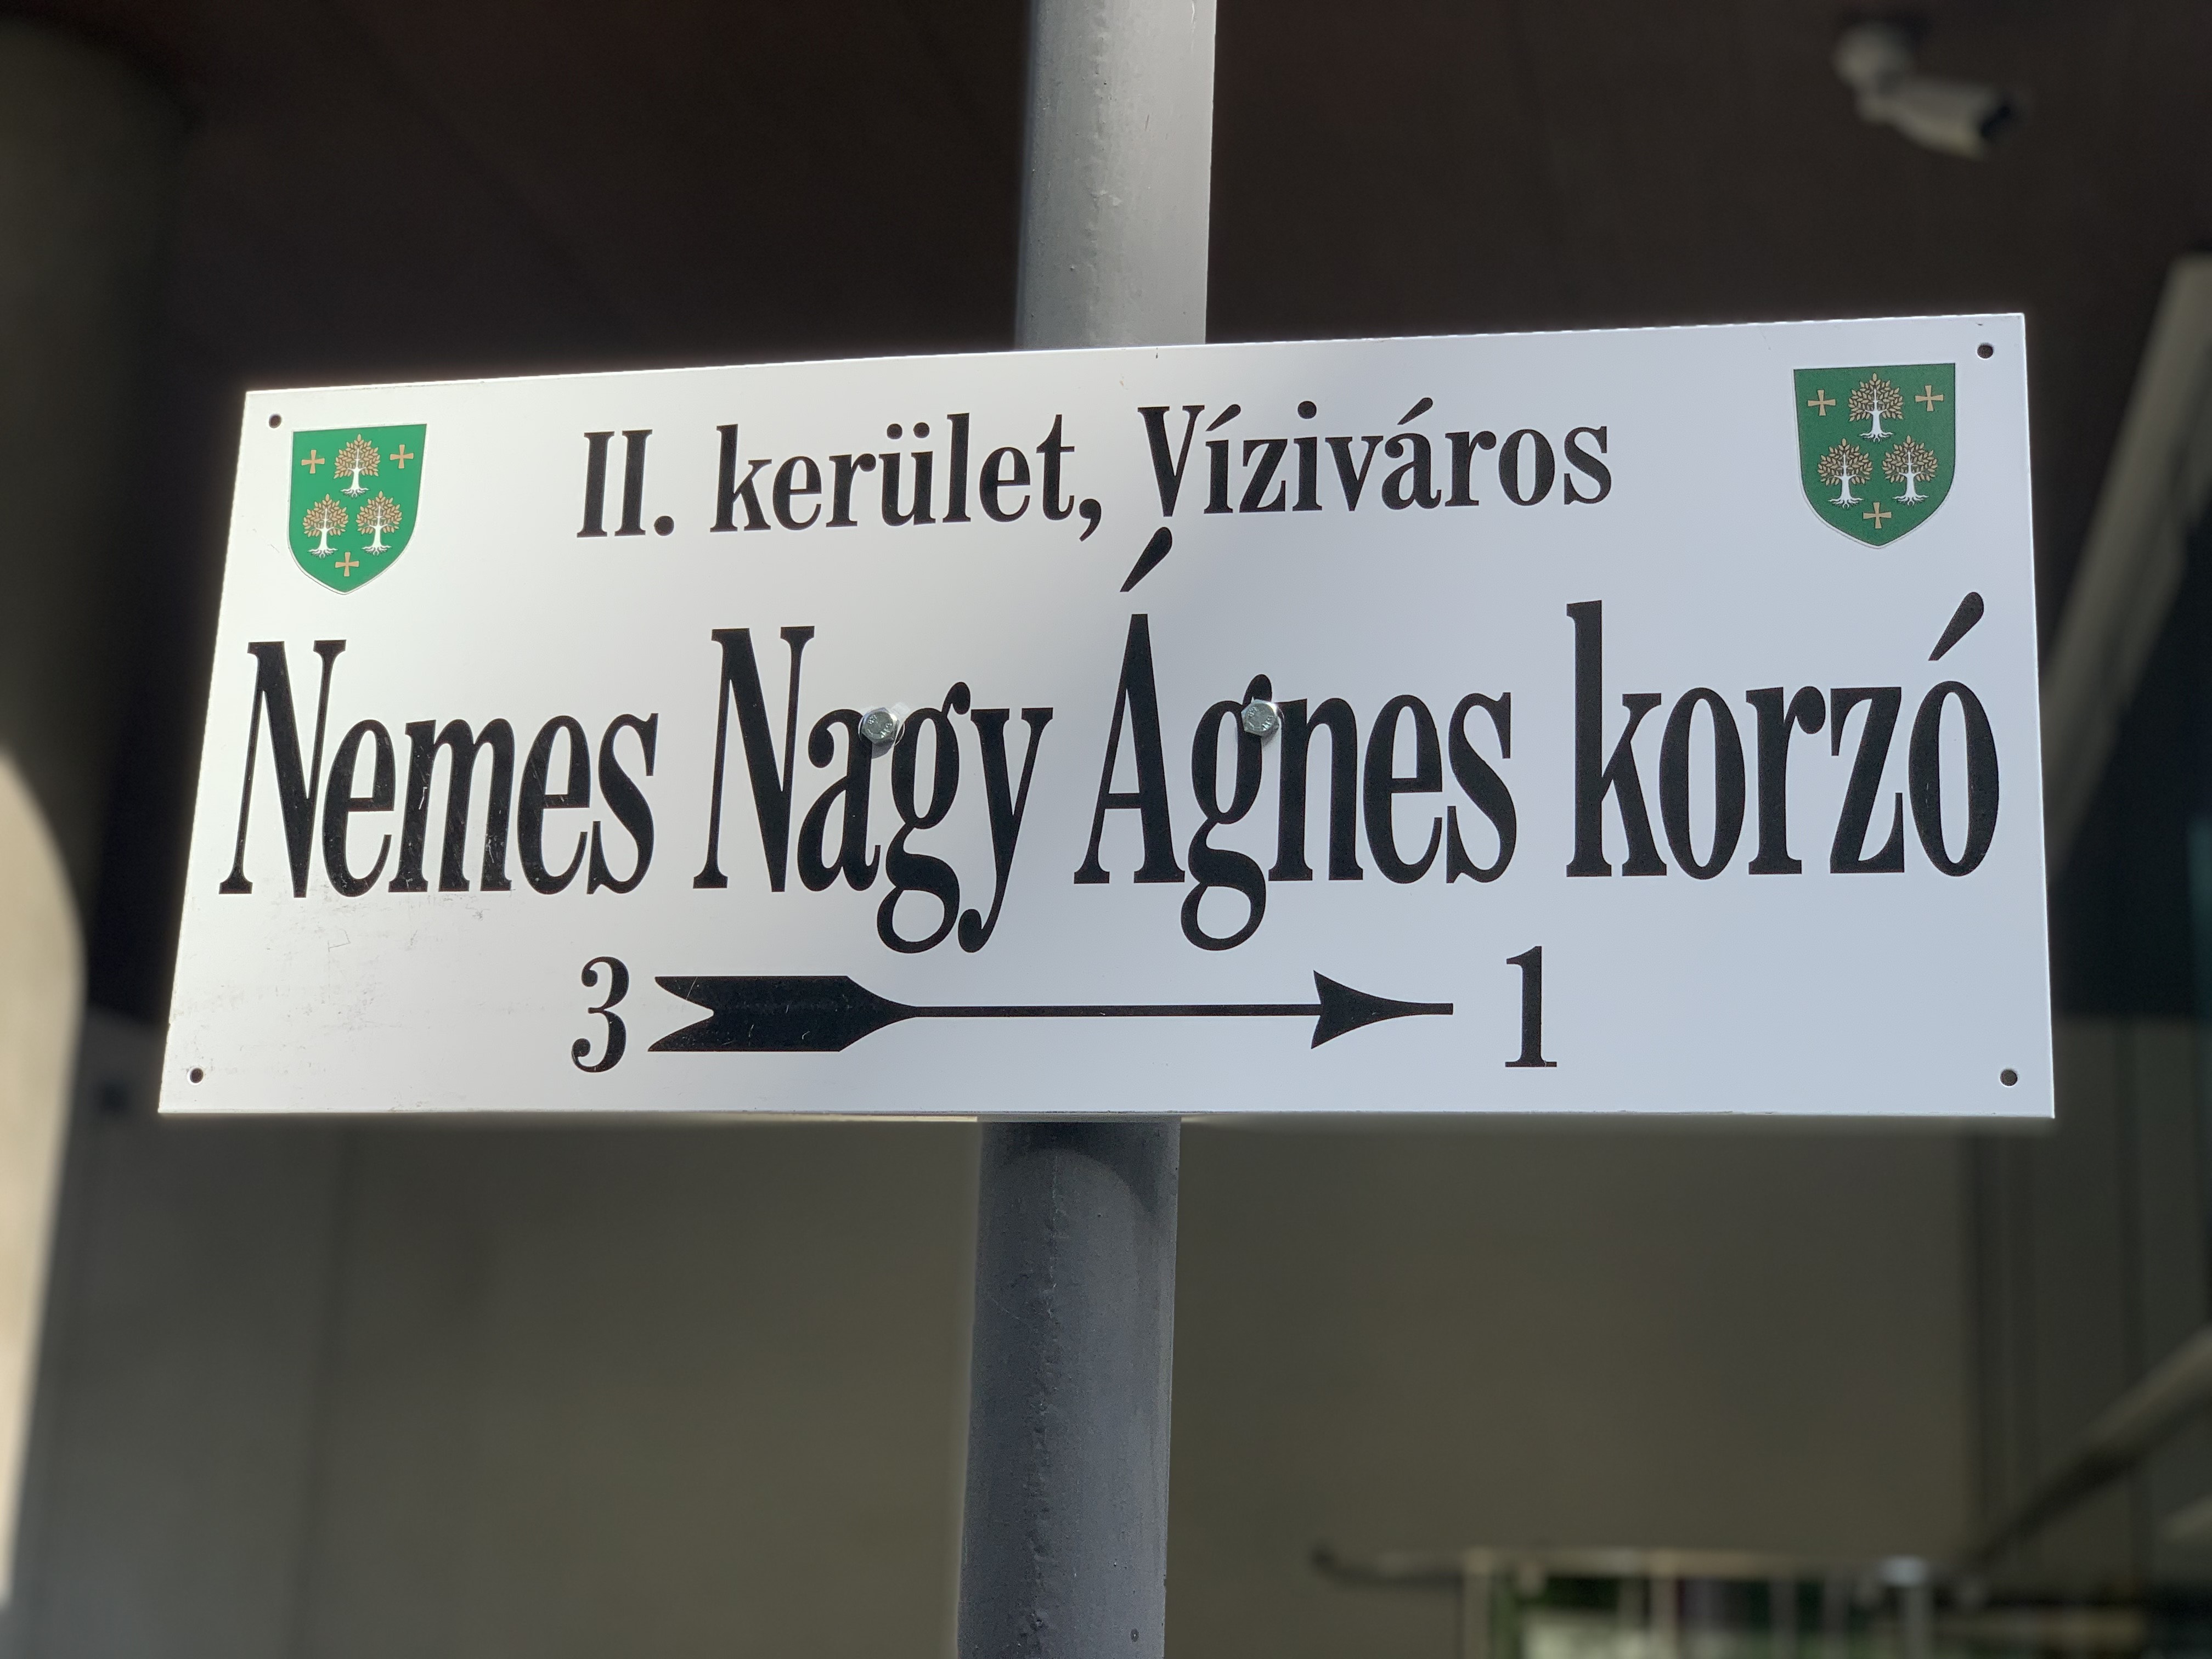 II. kerület, Víziváros
Nemes Nagy Ágnes korzó
3 1